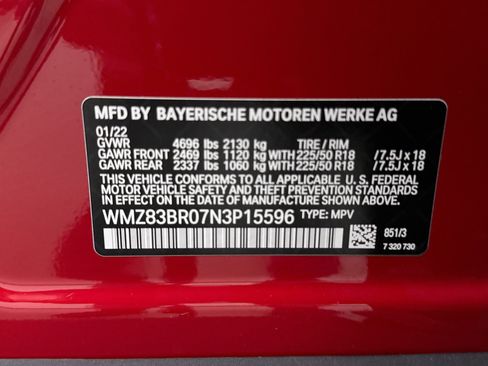 MFD BY BAYERISCHE MOTOREN WERKE AG
01/22
GVWR 4696 lbs 2130 kg TIRE / RIM
GAWR FRONT 2469 lbs 1120 kg WITH 225/50 R18 /7.5J x 18
GAWR REAR 2337 lbs 1060 kg WITH 225/50 R18 /7.5J x 18
THIS VEHICLE CONFORMS TO ALL APPLICABLE U.S. FEDERAL
MOTOR VEHICLE SAFETY STANDARDS IN EFFECT ON THE DATE OF
MANUFACTURE SHOWN ABOVE.
WMZ83BR07N3P15596 TYPE: MPV
851/3
7 320 730